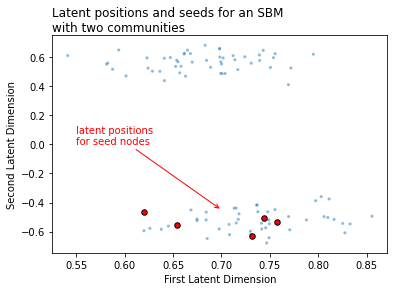 Latent positions and seeds for an SBM
with two communities
Second Latent Dimension
0.6
0.4
0.2
0.0
−0.2
−0.4
−0.6
latent positions
for seed nodes
0.55 0.60 0.65 0.70 0.75 0.80 0.85
First Latent Dimension